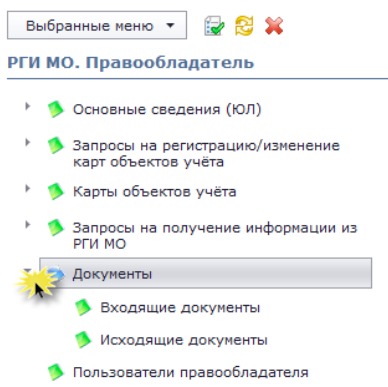 Выбранные меню
РГИ МО. Правообладатель
Основные сведения (ЮЛ)
Запросы на регистрацию/изменение
карт объектов учёта
Карты объектов учёта
Запросы на получение информации из
РГИ МО
Документы
Входящие документы
Исходящие документы
Пользователи правообладателя